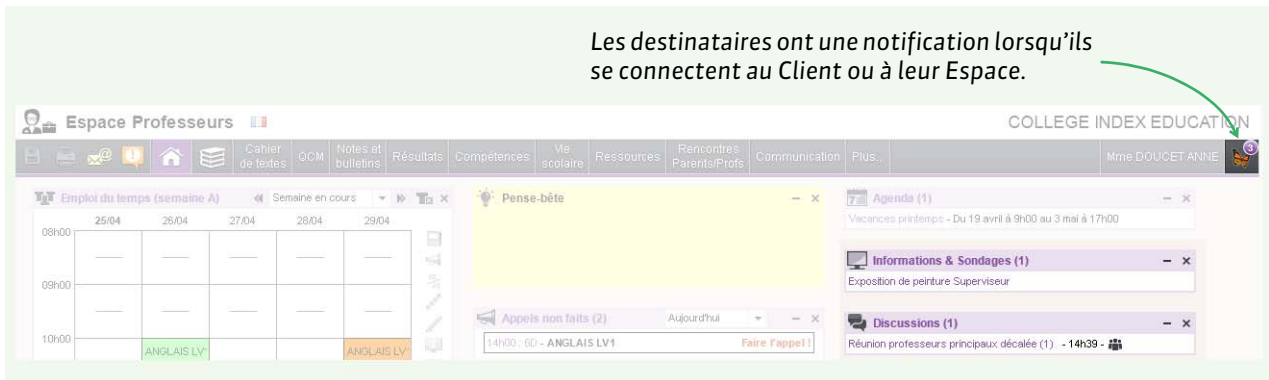 Les destinataires ont une notification lorsqu'ils
se connectent au Client ou à leur Espace.
Espace Professeurs
COLLEGE INDEX EDUCATION
Cahier de textes
QCM
Notes et bulletins
Résultats
Compétences
Vie scolaire
Ressources
Rencontres Parents/Profs
Communication
Plus...
Mme DOUCET ANNE
3
Emploi du temps (semaine A)
Semaine en cours
25/04 26/04 27/04 28/04 29/04
08h00
09h00
10h00
ANGLAIS LV1
ANGLAIS LV
Pense-bête
Appels non faits (2)
Aujourd'hui
14h00 : 6D - ANGLAIS LV1
Faire l'appel !
Agenda (1)
Vacances printemps - Du 19 avril à 9h00 au 3 mai à 17h00
Informations & Sondages (1)
Exposition de peinture Superviseur
Discussions (1)
Réunion professeurs principaux décalée (1) - 14h39 -